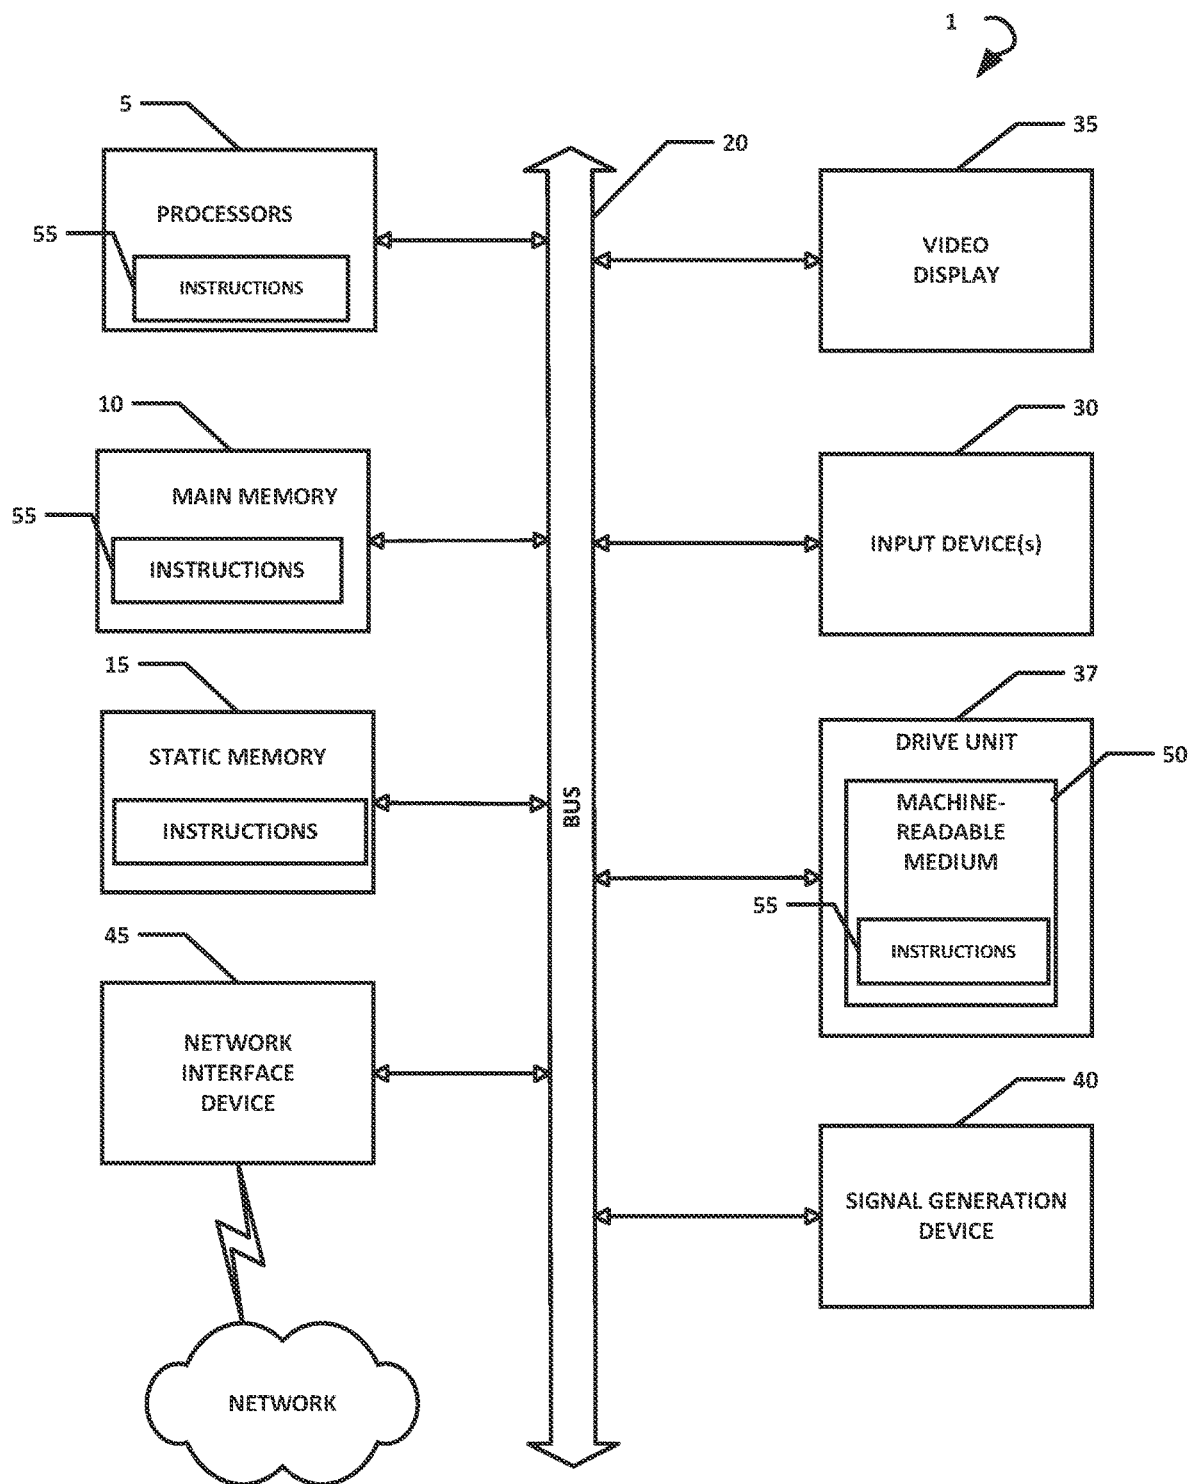 1
5
PROCESSORS
55
INSTRUCTIONS
10
MAIN MEMORY
55
INSTRUCTIONS
15
STATIC MEMORY
INSTRUCTIONS
45
NETWORK
INTERFACE
DEVICE
NETWORK
20
BUS
35
VIDEO
DISPLAY
30
INPUT DEVICE(s)
37
DRIVE UNIT
50
MACHINE-
READABLE
MEDIUM
55
INSTRUCTIONS
40
SIGNAL GENERATION
DEVICE